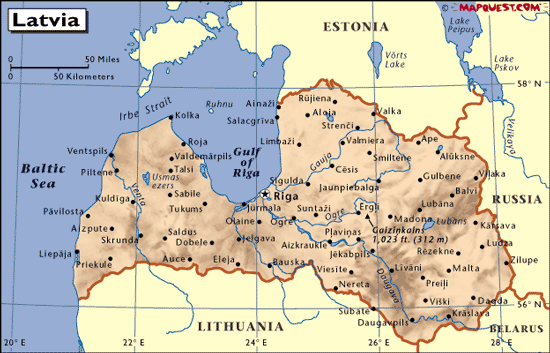 Latvia
© MAPQUEST.COM
ESTONIA
Lake
Peipus
Lake
Pskov
Võrts
Lake
0 50 Miles
0 50 Kilometers
58° N
Ruhnu
Irbe Strait
Ainaži
Rūjiena
Valka
Kolka
Salacgrīva
Aloja
Strenči
Velikaya
Roja
Limbaži
Valmiera
Ape
Ventspils
Valdemārpils
Gulf
of
Riga
Gauja
Smiltene
Alūksne
Baltic
Sea
Piltene
Talsi
Usmas
ezers
Cēsis
Gulbene
Viļaka
Sigulda
Jaunpiebalga
Balvi
Kuldīga
Venta
Sabile
Tukums
Riga
RUSSIA
Pāvilosta
Jūrmala
Suntaži
Ogre
Ērgļi
Lubāna
Madona
Lubāns
Olaine
Ogre
Gaiziņkalns
1,023 ft. (312 m)
Kārsava
Aizpute
Skrunda
Saldus
Dobele
Jelgava
Aizkraukle
Pļaviņas
Rēzekne
Ludza
Liepāja
Jēkabpils
Zilupe
Priekule
Auce
Eleja
Bauska
Viesīte
Līvāni
Malta
Daugava
Preiļi
Nereta
Višķi
Dagda
56° N
Subate
Krāslava
LITHUANIA
Daugavpils
BELARUS
20° E
22° E
24° E
26° E
28° E